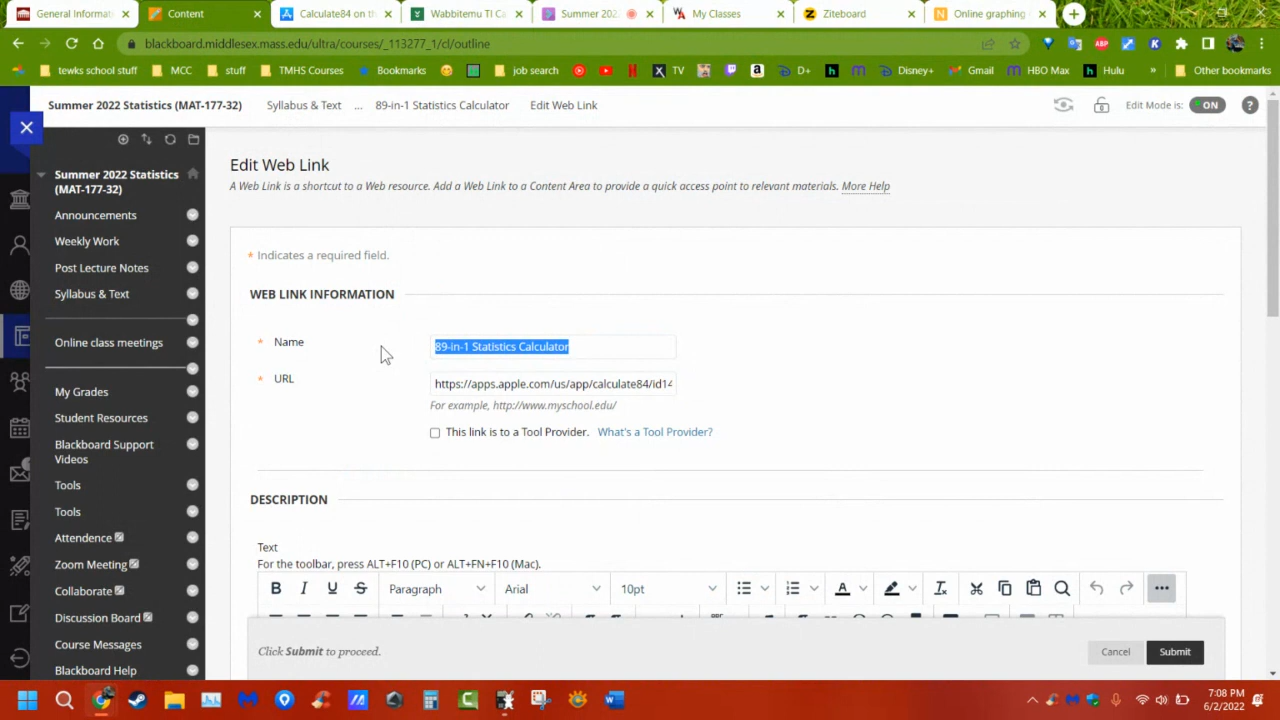 General Informati
Content
Calculate84 on th
Wabbitemu TI Ca
Summer 202
My Classes
Ziteboard
Online graphing
blackboard.middlesex.mass.edu/ultra/courses/_113277_1/cl/outline
tewks school stuff
MCC
stuff
TMHS Courses
Bookmarks
job search
TV
D+
Disney+
Gmail
HBO Max
Hulu
»
Other bookmarks
Summer 2022 Statistics (MAT-177-32)
Syllabus & Text
...
89-in-1 Statistics Calculator
Edit Web Link
Edit Mode is:
ON
?
Summer 2022 Statistics
(MAT-177-32)
Announcements
Weekly Work
Post Lecture Notes
Syllabus & Text
Online class meetings
My Grades
Student Resources
Blackboard Support
Videos
Tools
Tools
Attendence
Zoom Meeting
Collaborate
Discussion Board
Course Messages
Blackboard Help
Edit Web Link
A Web Link is a shortcut to a Web resource. Add a Web Link to a Content Area to provide a quick access point to relevant materials. More Help
* Indicates a required field.
WEB LINK INFORMATION
* Name
89-in-1 Statistics Calculator
* URL
https://apps.apple.com/us/app/calculate84/id14
For example, http://www.myschool.edu/
This link is to a Tool Provider. What's a Tool Provider?
DESCRIPTION
Text
For the toolbar, press ALT+F10 (PC) or ALT+FN+F10 (Mac).
B I U S Paragraph Arial 10pt
Click Submit to proceed.
Cancel
Submit
7:08 PM
6/2/2022